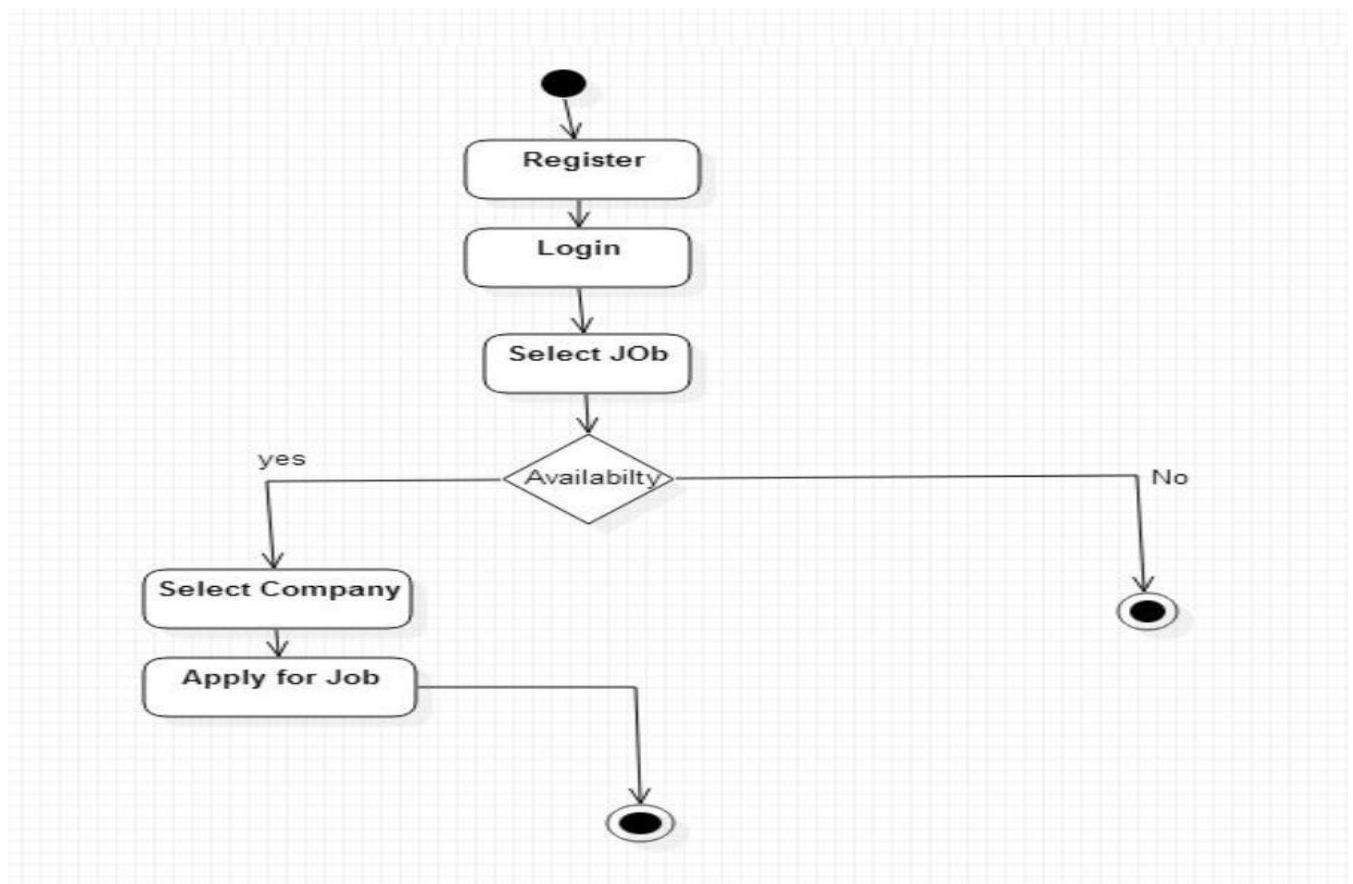 Register
Login
Select JOb
yes
Availabilty
No
Select Company
Apply for Job